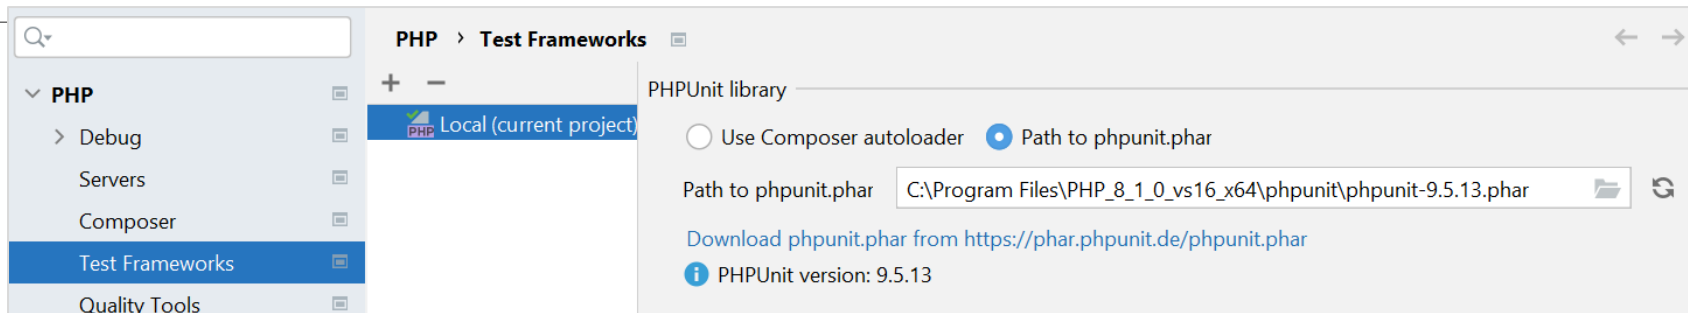 PHP › Test Frameworks
PHP
Debug
Servers
Composer
Test Frameworks
Quality Tools
PHP Local (current project)
PHPUnit library
Use Composer autoloader Path to phpunit.phar
Path to phpunit.phar C:\Program Files\PHP_8_1_0_vs16_x64\phpunit\phpunit-9.5.13.phar
Download phpunit.phar from https://phar.phpunit.de/phpunit.phar
PHPUnit version: 9.5.13